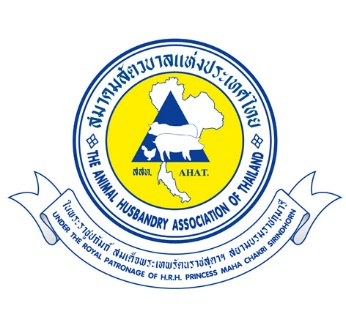 สมาคมสัตวบาลแห่งประเทศไทย
สสบท. AHAT.
THE ANIMAL HUSBANDRY ASSOCIATION OF THAILAND
ในพระราชูปถัมภ์ สมเด็จพระเทพรัตนราชสุดาฯ สยามบรมราชกุมารี
UNDER THE ROYAL PATRONAGE OF H.R.H. PRINCESS MAHA CHAKRI SIRINDHORN